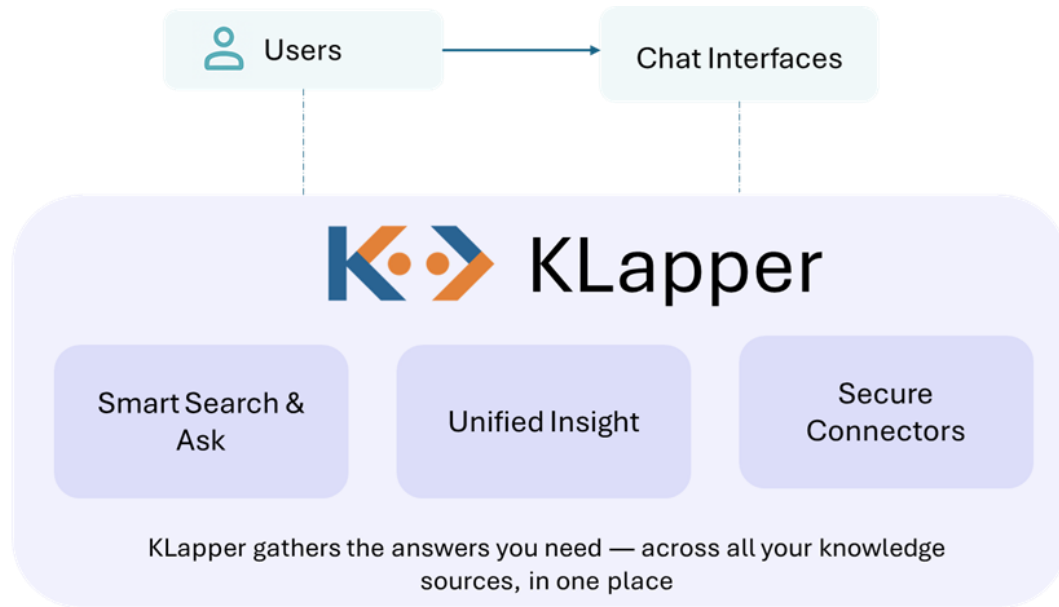 Users
Chat Interfaces
KLapper
Smart Search &
Ask
Unified Insight
Secure
Connectors
KLapper gathers the answers you need — across all your knowledge
sources, in one place